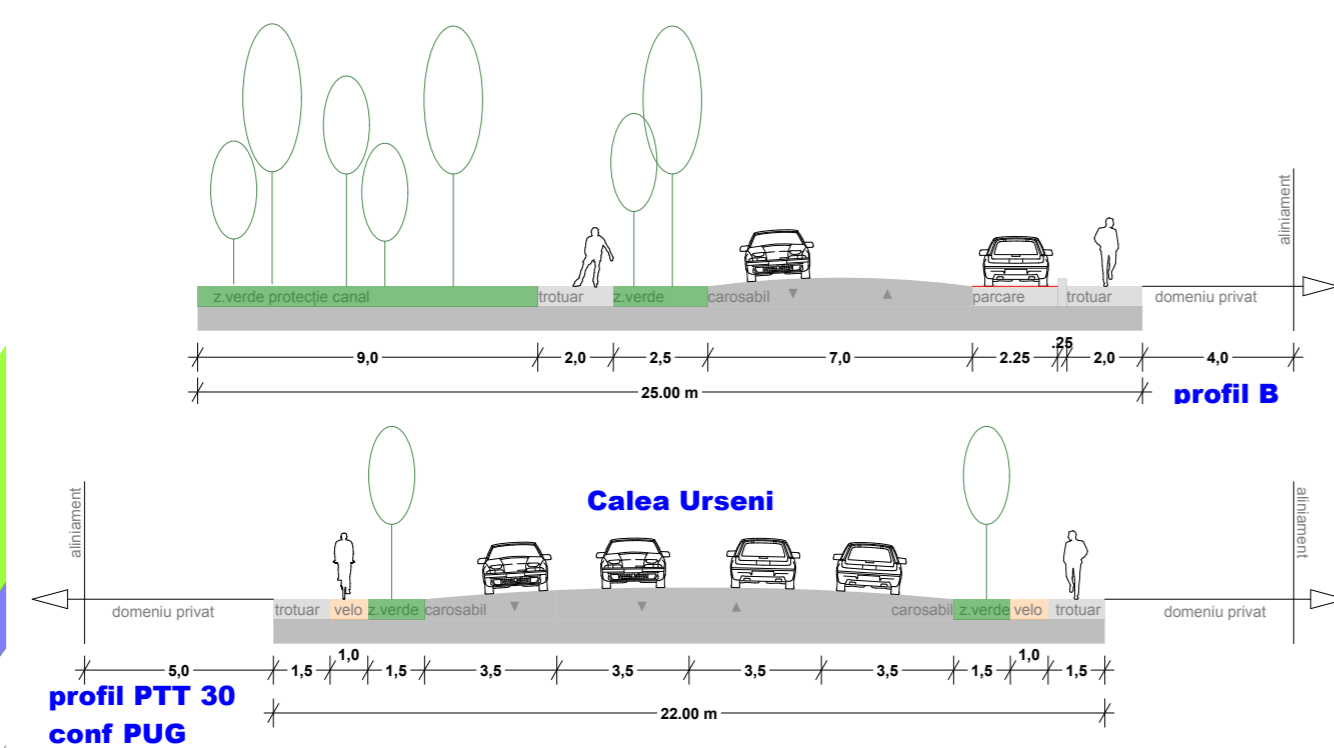 aliniament
z.verde protecție canal
trotuar
z.verde
carosabil
parcare
trotuar
domeniu privat
9,0
2,0
2,5
7,0
2.25
.25
2,0
4,0
25.00 m
profil B
Calea Urseni
aliniament
aliniament
domeniu privat
trotuar
velo
z.verde
carosabil
carosabil
z.verde
velo
trotuar
domeniu privat
5,0
1,5
1,0
1,5
3,5
3,5
3,5
3,5
1,5
1,0
1,5
22.00 m
profil PTT 30
conf PUG